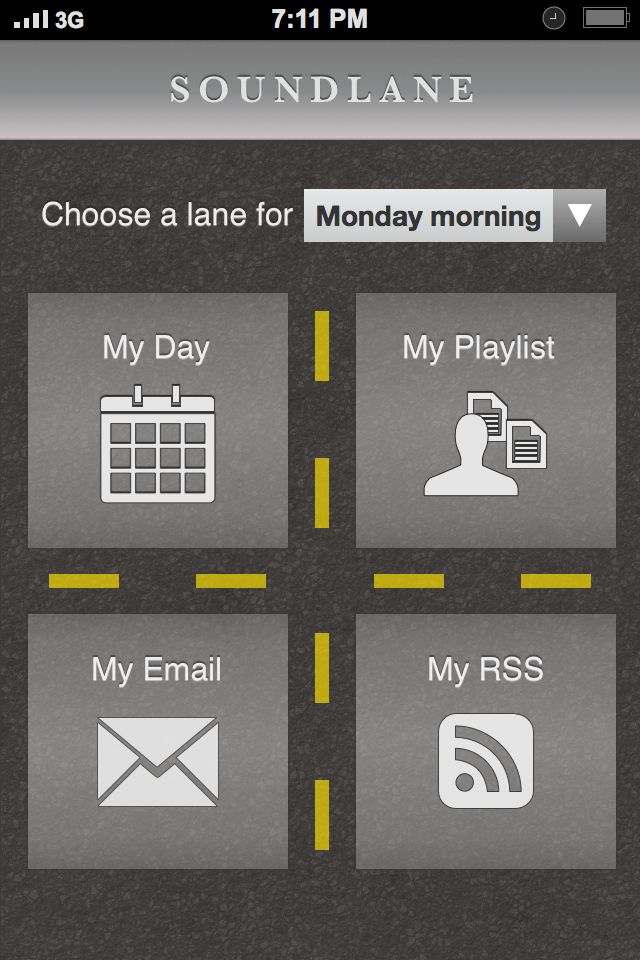 3G 7:11 PM
SOUNDLANE
Choose a lane for Monday morning
My Day My Playlist
My Email My RSS